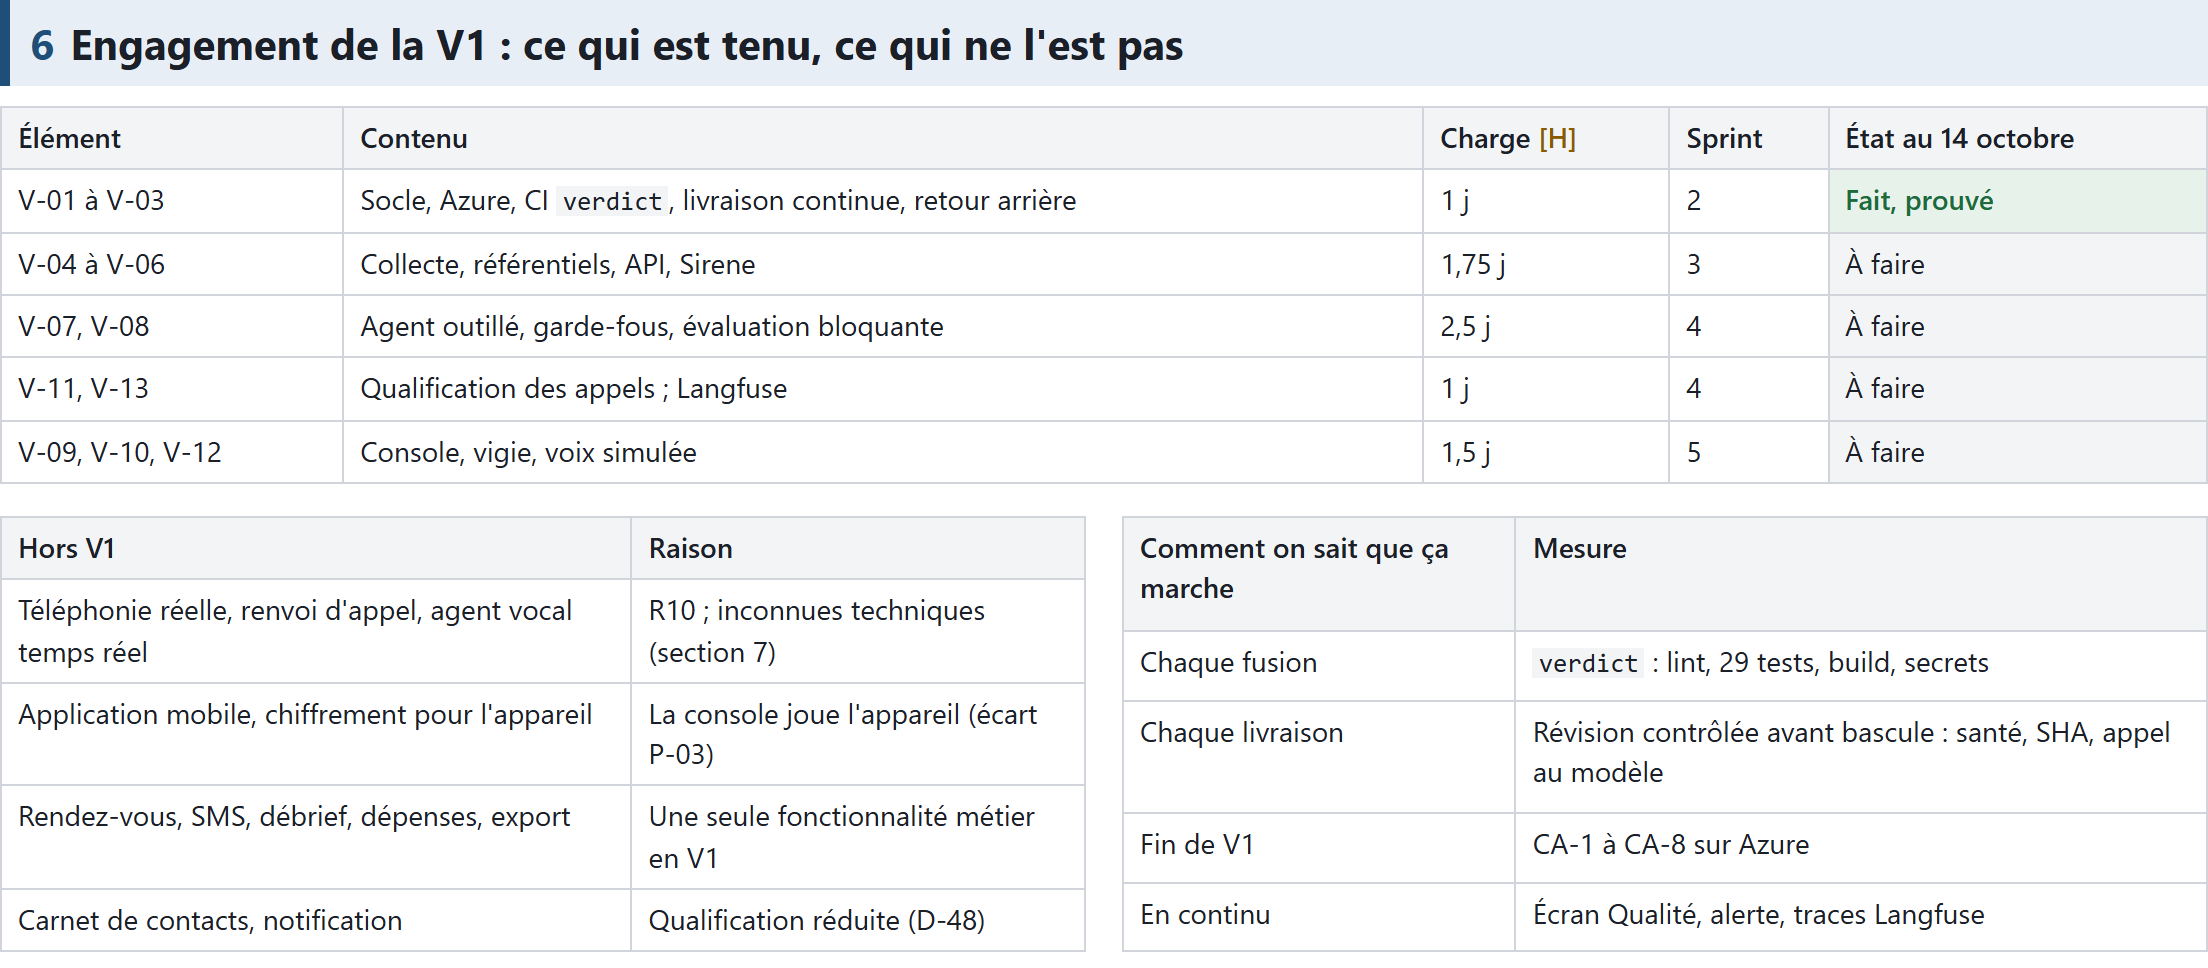 6 Engagement de la V1 : ce qui est tenu, ce qui ne l'est pas
Élément Contenu Charge [H] Sprint État au 14 octobre
V-01 à V-03 Socle, Azure, CI verdict, livraison continue, retour arrière 1 j 2 Fait, prouvé
V-04 à V-06 Collecte, référentiels, API, Sirene 1,75 j 3 À faire
V-07, V-08 Agent outillé, garde-fous, évaluation bloquante 2,5 j 4 À faire
V-11, V-13 Qualification des appels ; Langfuse 1 j 4 À faire
V-09, V-10, V-12 Console, vigie, voix simulée 1,5 j 5 À faire
Hors V1 Raison
Téléphonie réelle, renvoi d'appel, agent vocal
temps réel
R10 ; inconnues techniques
(section 7)
Application mobile, chiffrement pour l'appareil
La console joue l'appareil (écart
P-03)
Rendez-vous, SMS, débrief, dépenses, export
Une seule fonctionnalité métier
en V1
Carnet de contacts, notification
Qualification réduite (D-48)
Comment on sait que ça
marche
Mesure
Chaque fusion
verdict : lint, 29 tests, build, secrets
Chaque livraison
Révision contrôlée avant bascule : santé, SHA, appel
au modèle
Fin de V1
CA-1 à CA-8 sur Azure
En continu
Écran Qualité, alerte, traces Langfuse